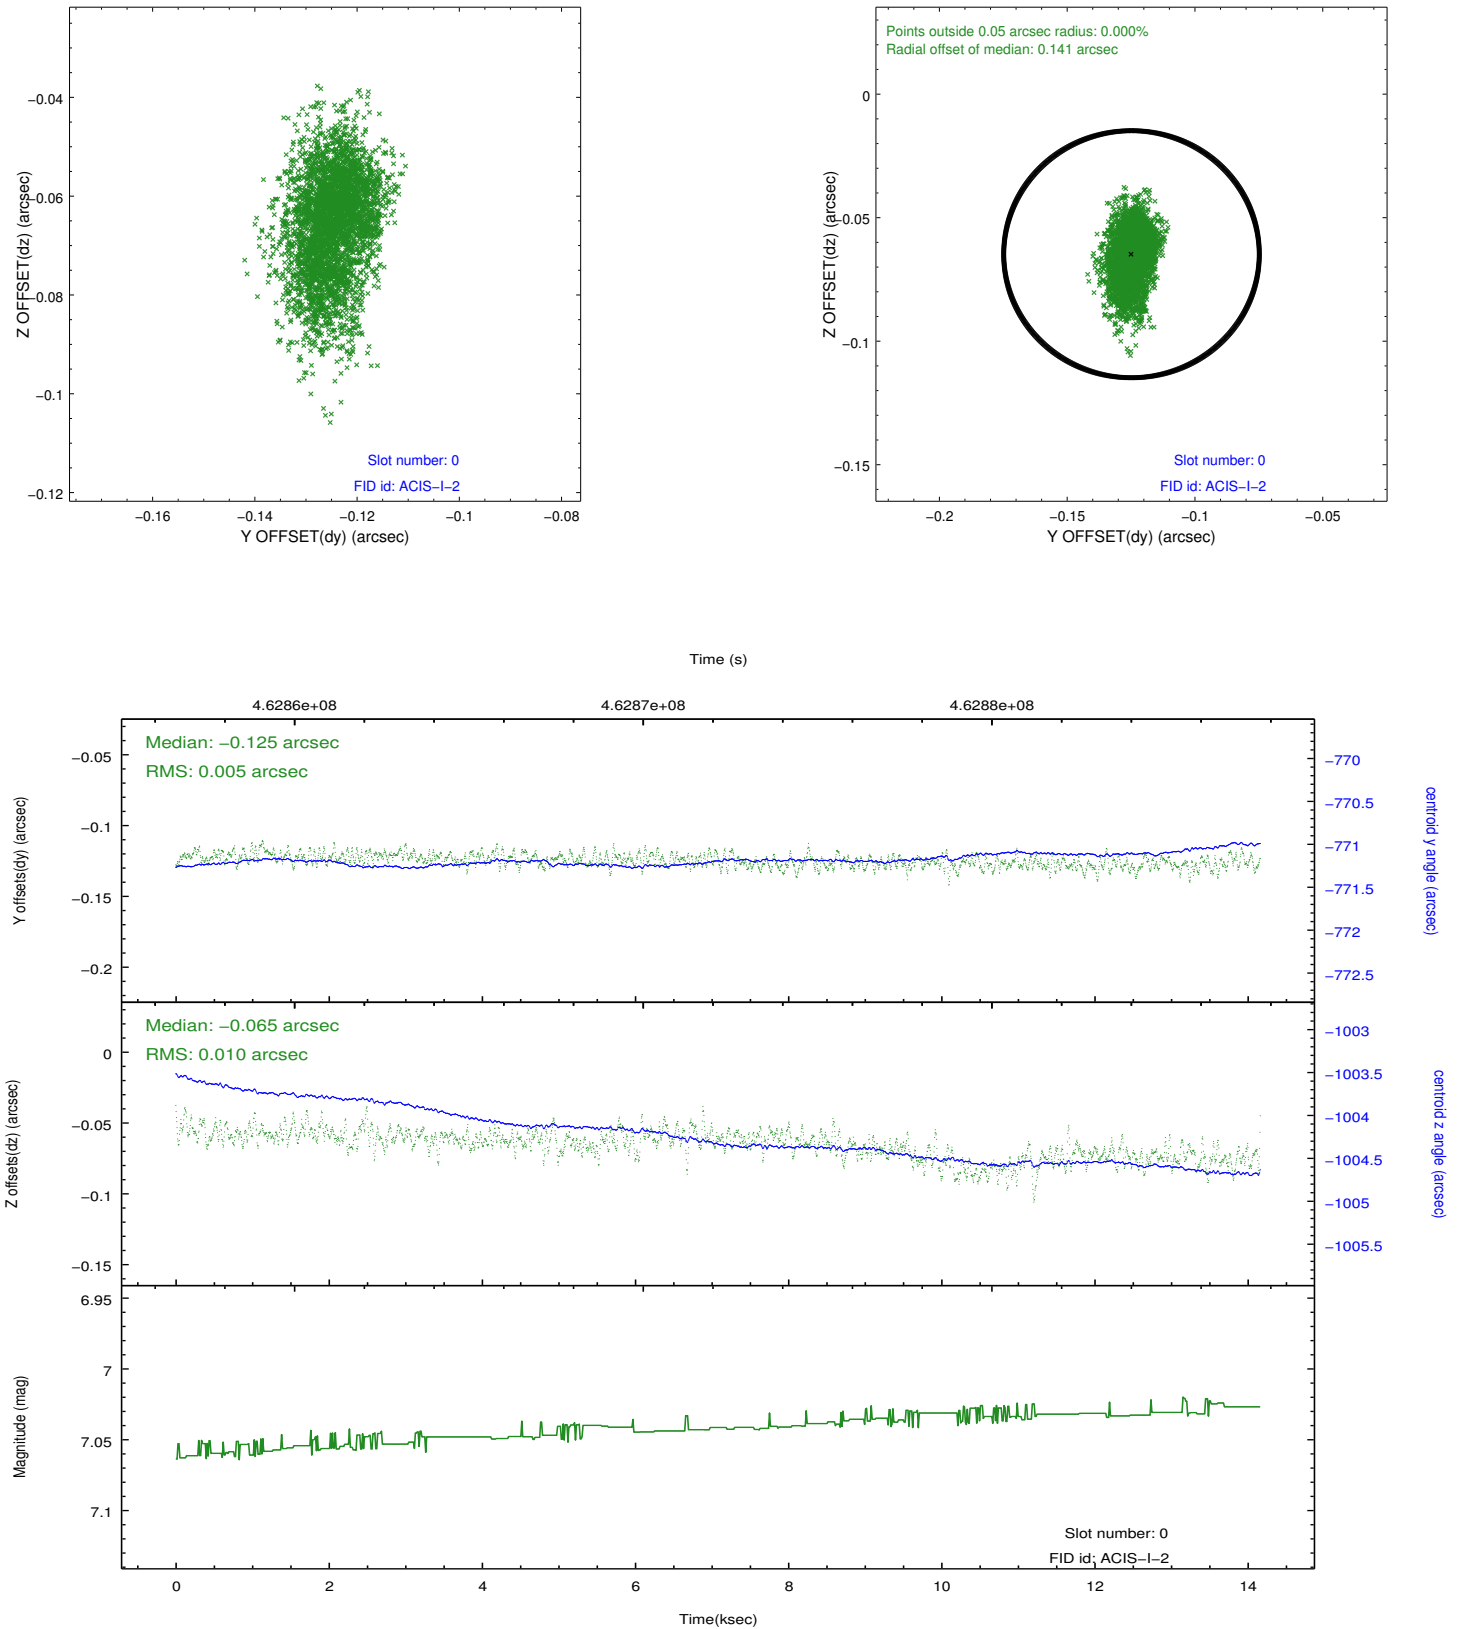 −0.04
−0.06
−0.08
−0.1
−0.12
Z OFFSET(dz) (arcsec)
Slot number: 0
FID id: ACIS−I−2
−0.16
−0.14
−0.12
−0.1
−0.08
Y OFFSET(dy) (arcsec)
Points outside 0.05 arcsec radius: 0.000%
Radial offset of median: 0.141 arcsec
0
−0.05
−0.1
−0.15
Z OFFSET(dz) (arcsec)
Slot number: 0
FID id: ACIS−I−2
−0.2
−0.15
−0.1
−0.05
Y OFFSET(dy) (arcsec)
Time (s)
4.6286e+08
4.6287e+08
4.6288e+08
Median: −0.125 arcsec
RMS: 0.005 arcsec
−0.05
−0.1
−0.15
−0.2
Y offsets(dy) (arcsec)
−770
−770.5
−771
−771.5
−772
−772.5
centroid y angle (arcsec)
Median: −0.065 arcsec
RMS: 0.010 arcsec
0
−0.05
−0.1
−0.15
Z offsets(dz) (arcsec)
−1003
−1003.5
−1004
−1004.5
−1005
−1005.5
centroid z angle (arcsec)
6.95
7
7.05
7.1
Magnitude (mag)
Slot number: 0
FID id: ACIS−I−2
0
2
4
6
8
10
12
14
Time(ksec)